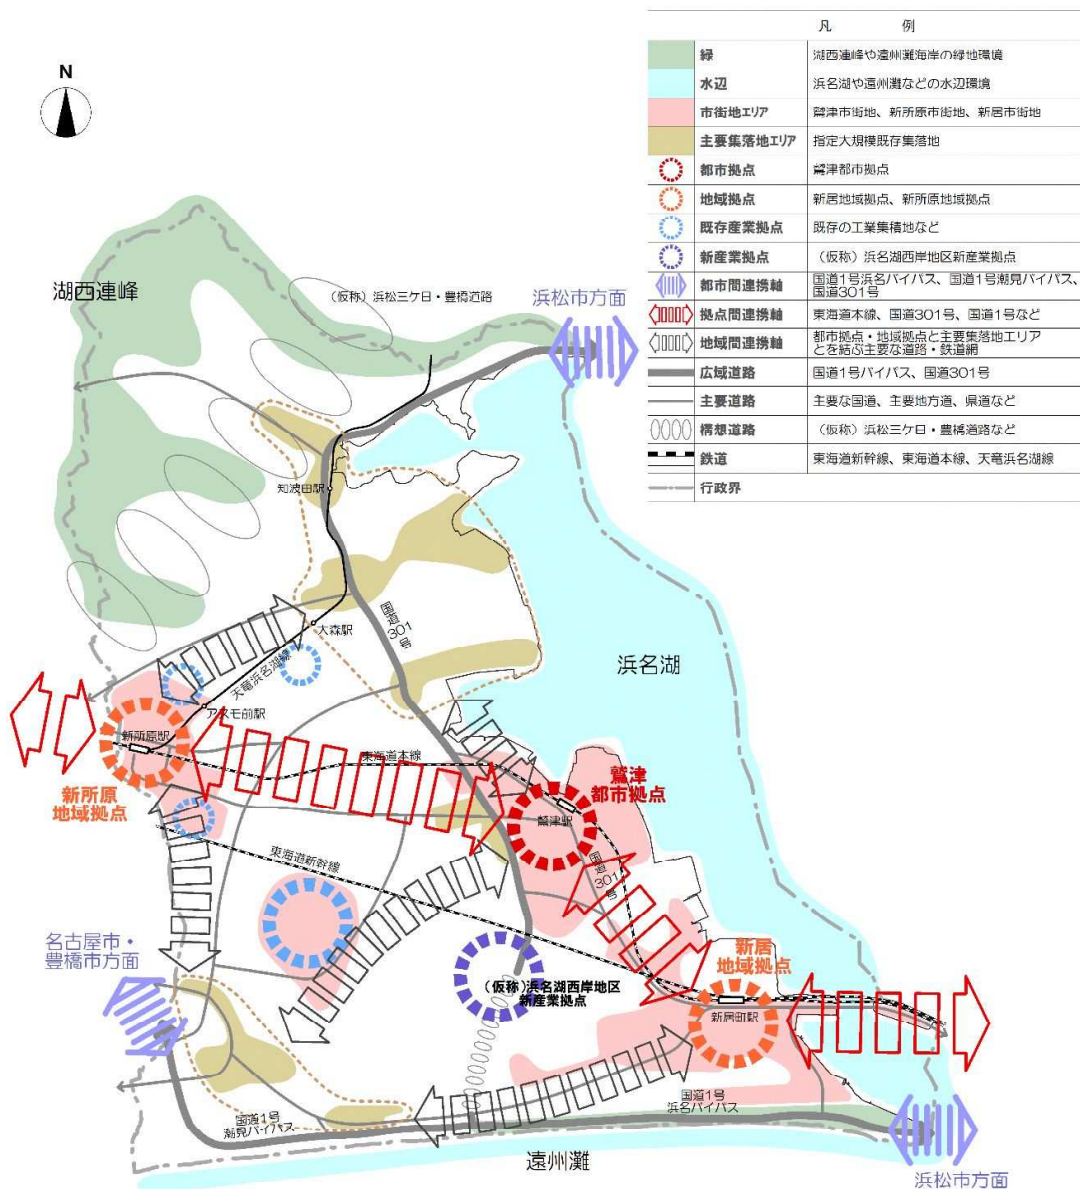 凡 例
緑 湖西連峰や遠州灘海岸の緑地環境
水辺 浜名湖や遠州灘などの水辺環境
市街地エリア 鷲津市街地、新所原市街地、新居市街地
主要集落地エリア 指定大規模既存集落地
都市拠点 鷲津都市拠点
地域拠点 新居地域拠点、新所原地域拠点
既存産業拠点 既存の工業集積地など
新産業拠点 （仮称）浜名湖西岸地区新産業拠点
都市間連携軸 国道1号浜名バイパス、国道1号潮見バイパス、
国道301号
拠点間連携軸 東海道本線、国道301号、国道1号など
地域間連携軸 都市拠点・地域拠点と主要集落地エリア
とを結ぶ主要な道路・鉄道網
広域道路 国道1号バイパス、国道301号
主要道路 主要な国道、主要地方道、県道など
構想道路 （仮称）浜松三ケ日・豊橋道路など
鉄道 東海道新幹線、東海道本線、天竜浜名湖線
行政界
N
湖西連峰
（仮称）浜松三ケ日・豊橋道路
浜松市方面
知波田駅
国道301号
大森駅
天竜浜名湖線
浜名湖
アスモ前駅
新所原駅
東海道本線
新所原
地域拠点
鷲津
都市拠点
鷲津駅
東海道新幹線
国道301号
名古屋市・
豊橋市方面
新居
地域拠点
（仮称）浜名湖西岸地区
新産業拠点
新居町駅
国道1号
浜名バイパス
国道1号
潮見バイパス
遠州灘
浜松市方面